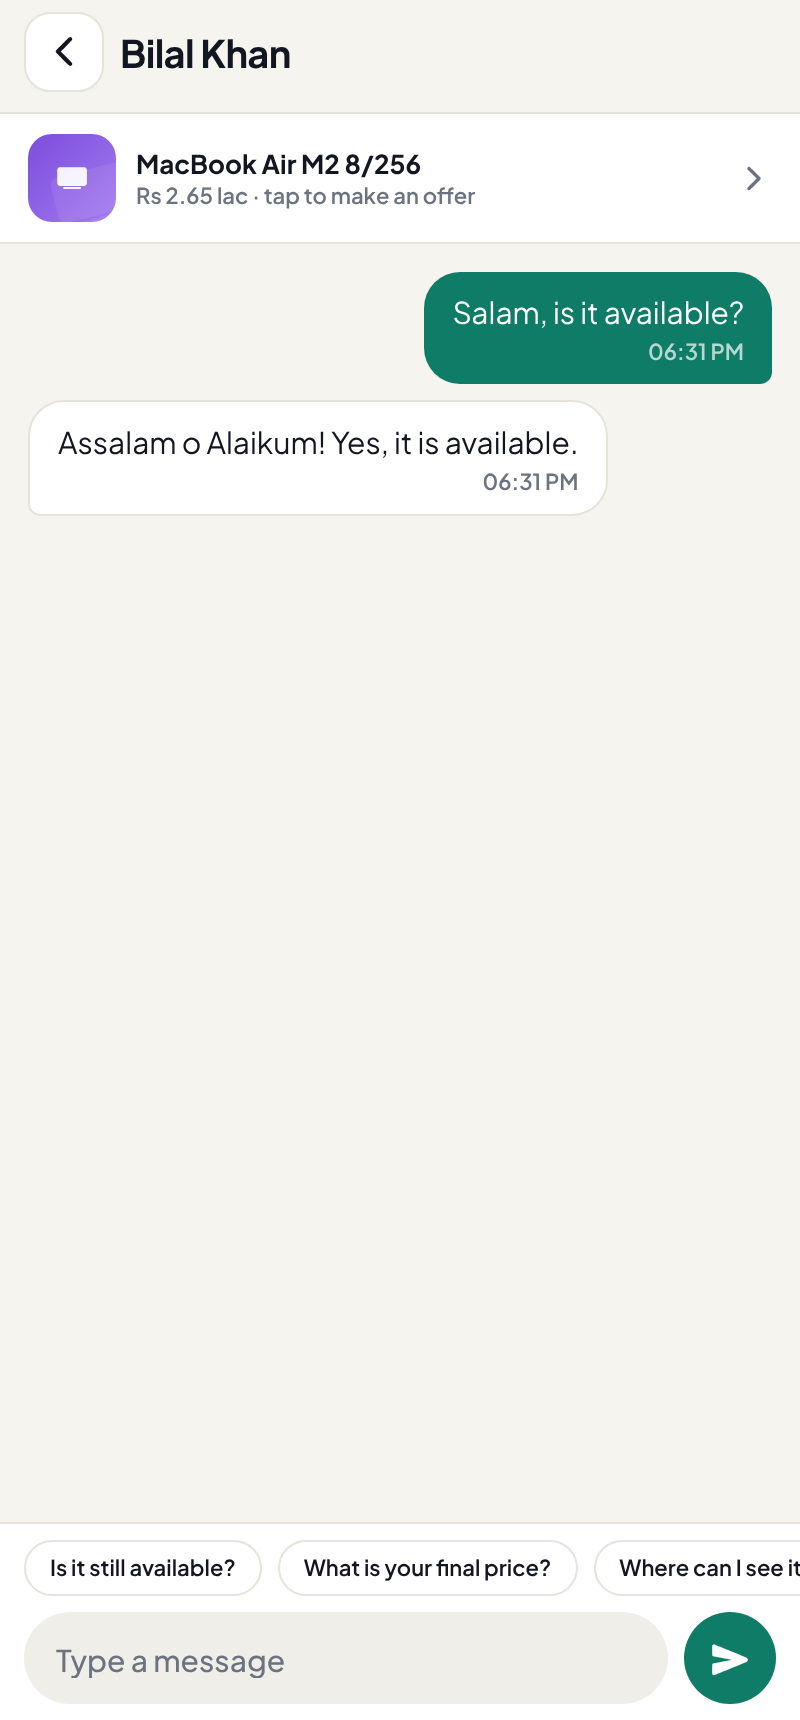 Bilal Khan
MacBook Air M2 8/256
Rs 2.65 lac · tap to make an offer
Salam, is it available?
06:31 PM
Assalam o Alaikum! Yes, it is available.
06:31 PM
Is it still available?
What is your final price?
Where can I see it
Type a message